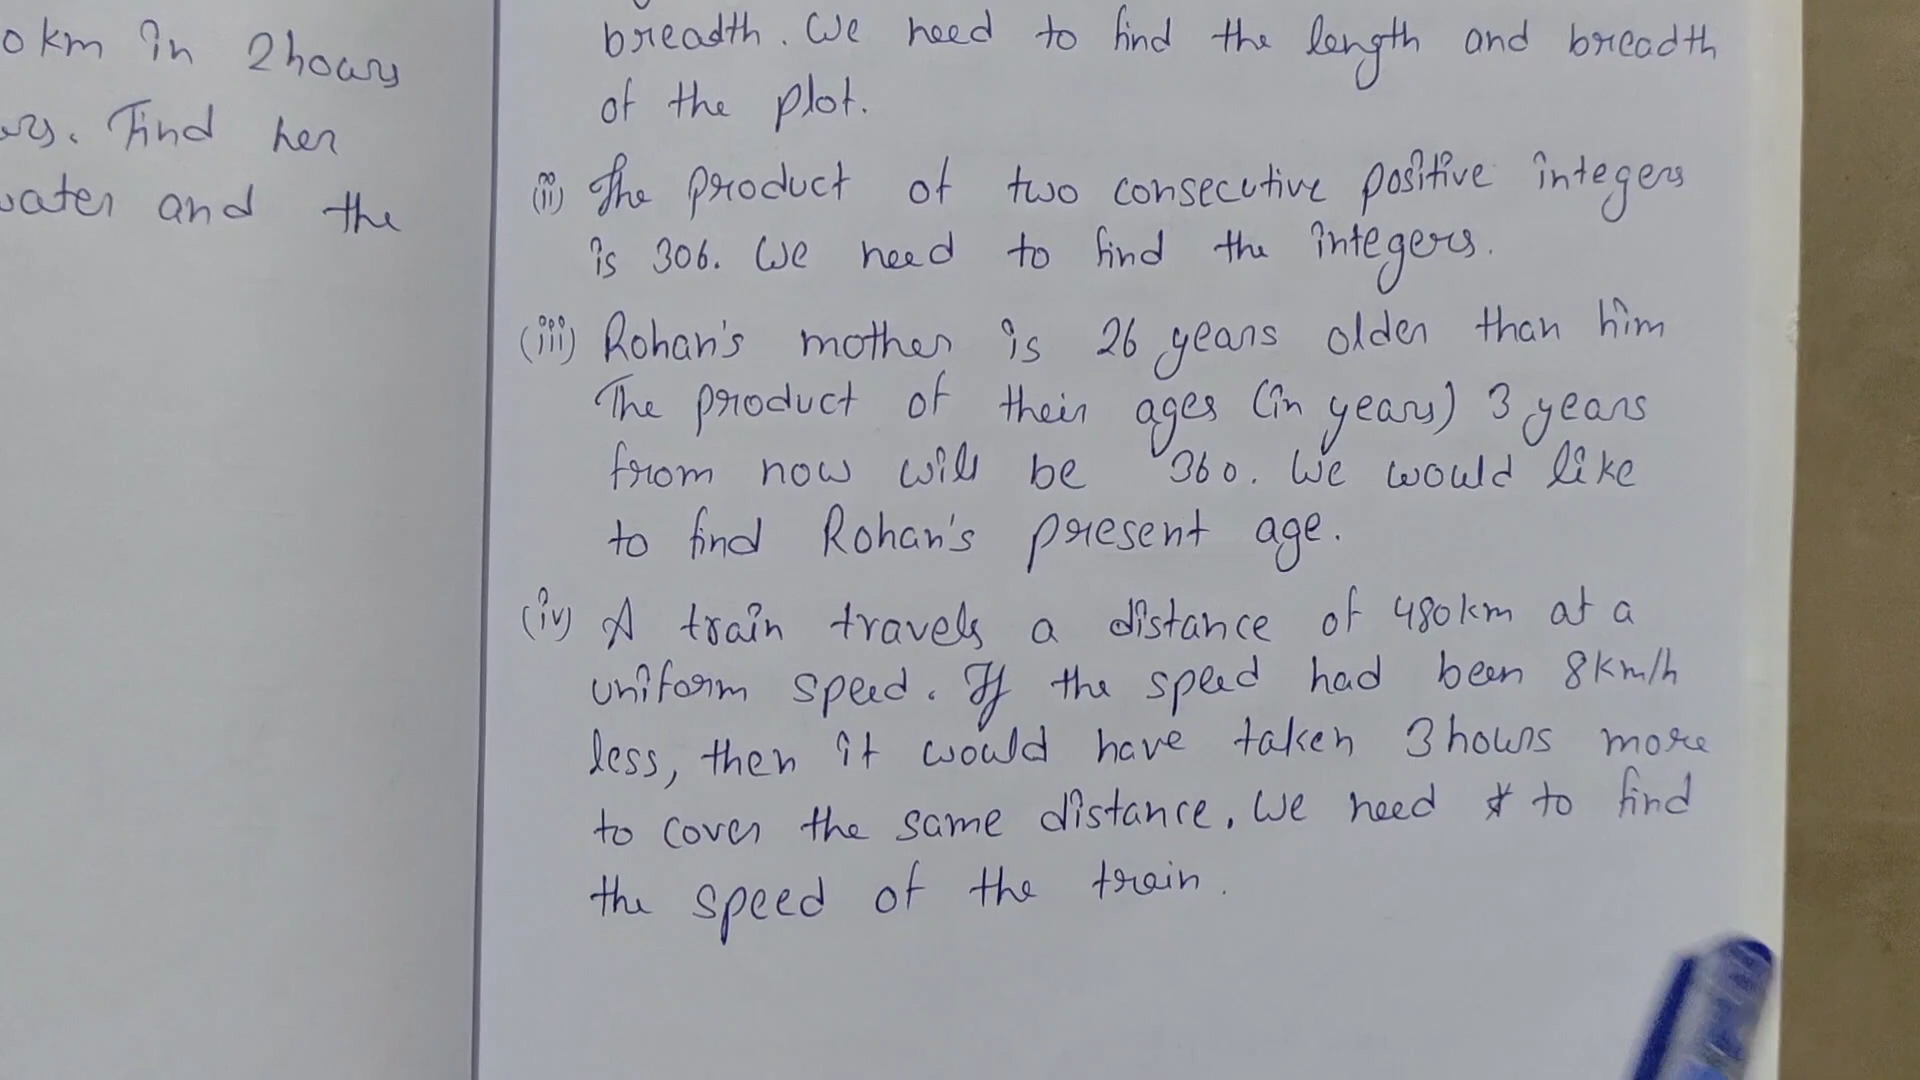 0 km in 2 hours
Find her
and the
breadth. We need to find the length and breadth
of the plot.
(ii) The product of two consecutive positive integers
is 306. We need to find the integers.
(iii) Rohan's mother is 26 years older than him
The product of their ages (in years) 3 years
from now will be 360. We would like
to find Rohan's present age.
(iv) A train travels a distance of 480km at a
uniform speed. If the speed had been 8km/h
less, then it would have taken 3 hours more
to cover the same distance. We need to find
the speed of the train.